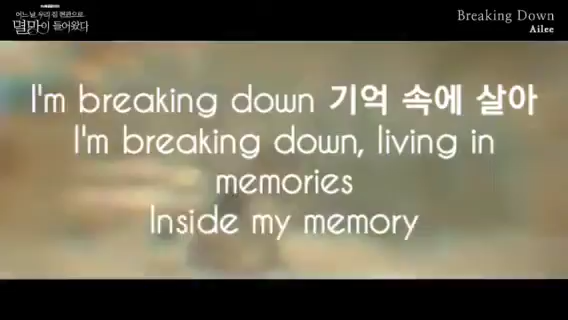 어느 날 우리 집 현관으로
멸망이 들어왔다
Breaking Down
Ailee
I'm breaking down 기억 속에 살아
I'm breaking down, living in
memories
Inside my memory